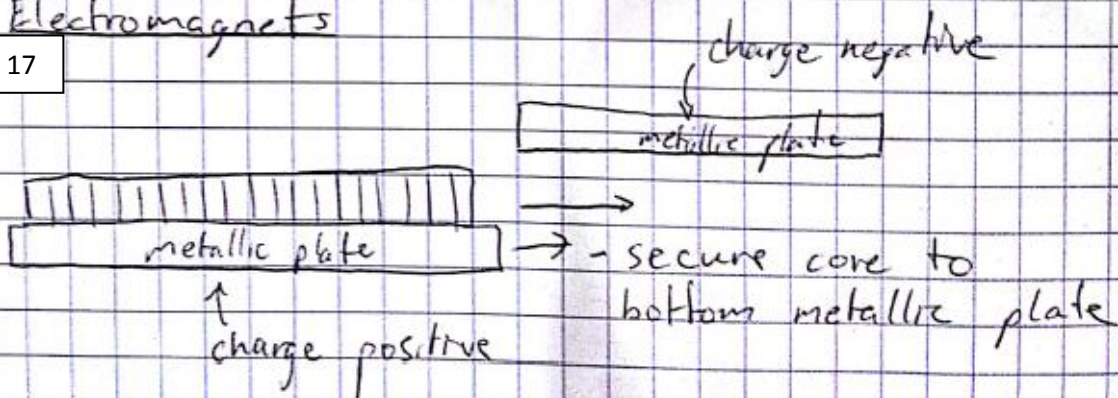 Electromagnets
17
charge negative
metallic plate
metallic plate
- secure core to
bottom metallic plate
charge positive